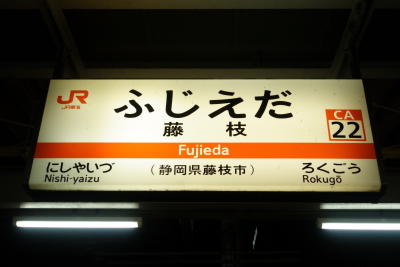 JR
JR東海
ふじえだ
藤枝
CA
22
Fujieda
にしやいづ
Nishi-yaizu
(静岡県藤枝市)
ろくごう
Rokugō